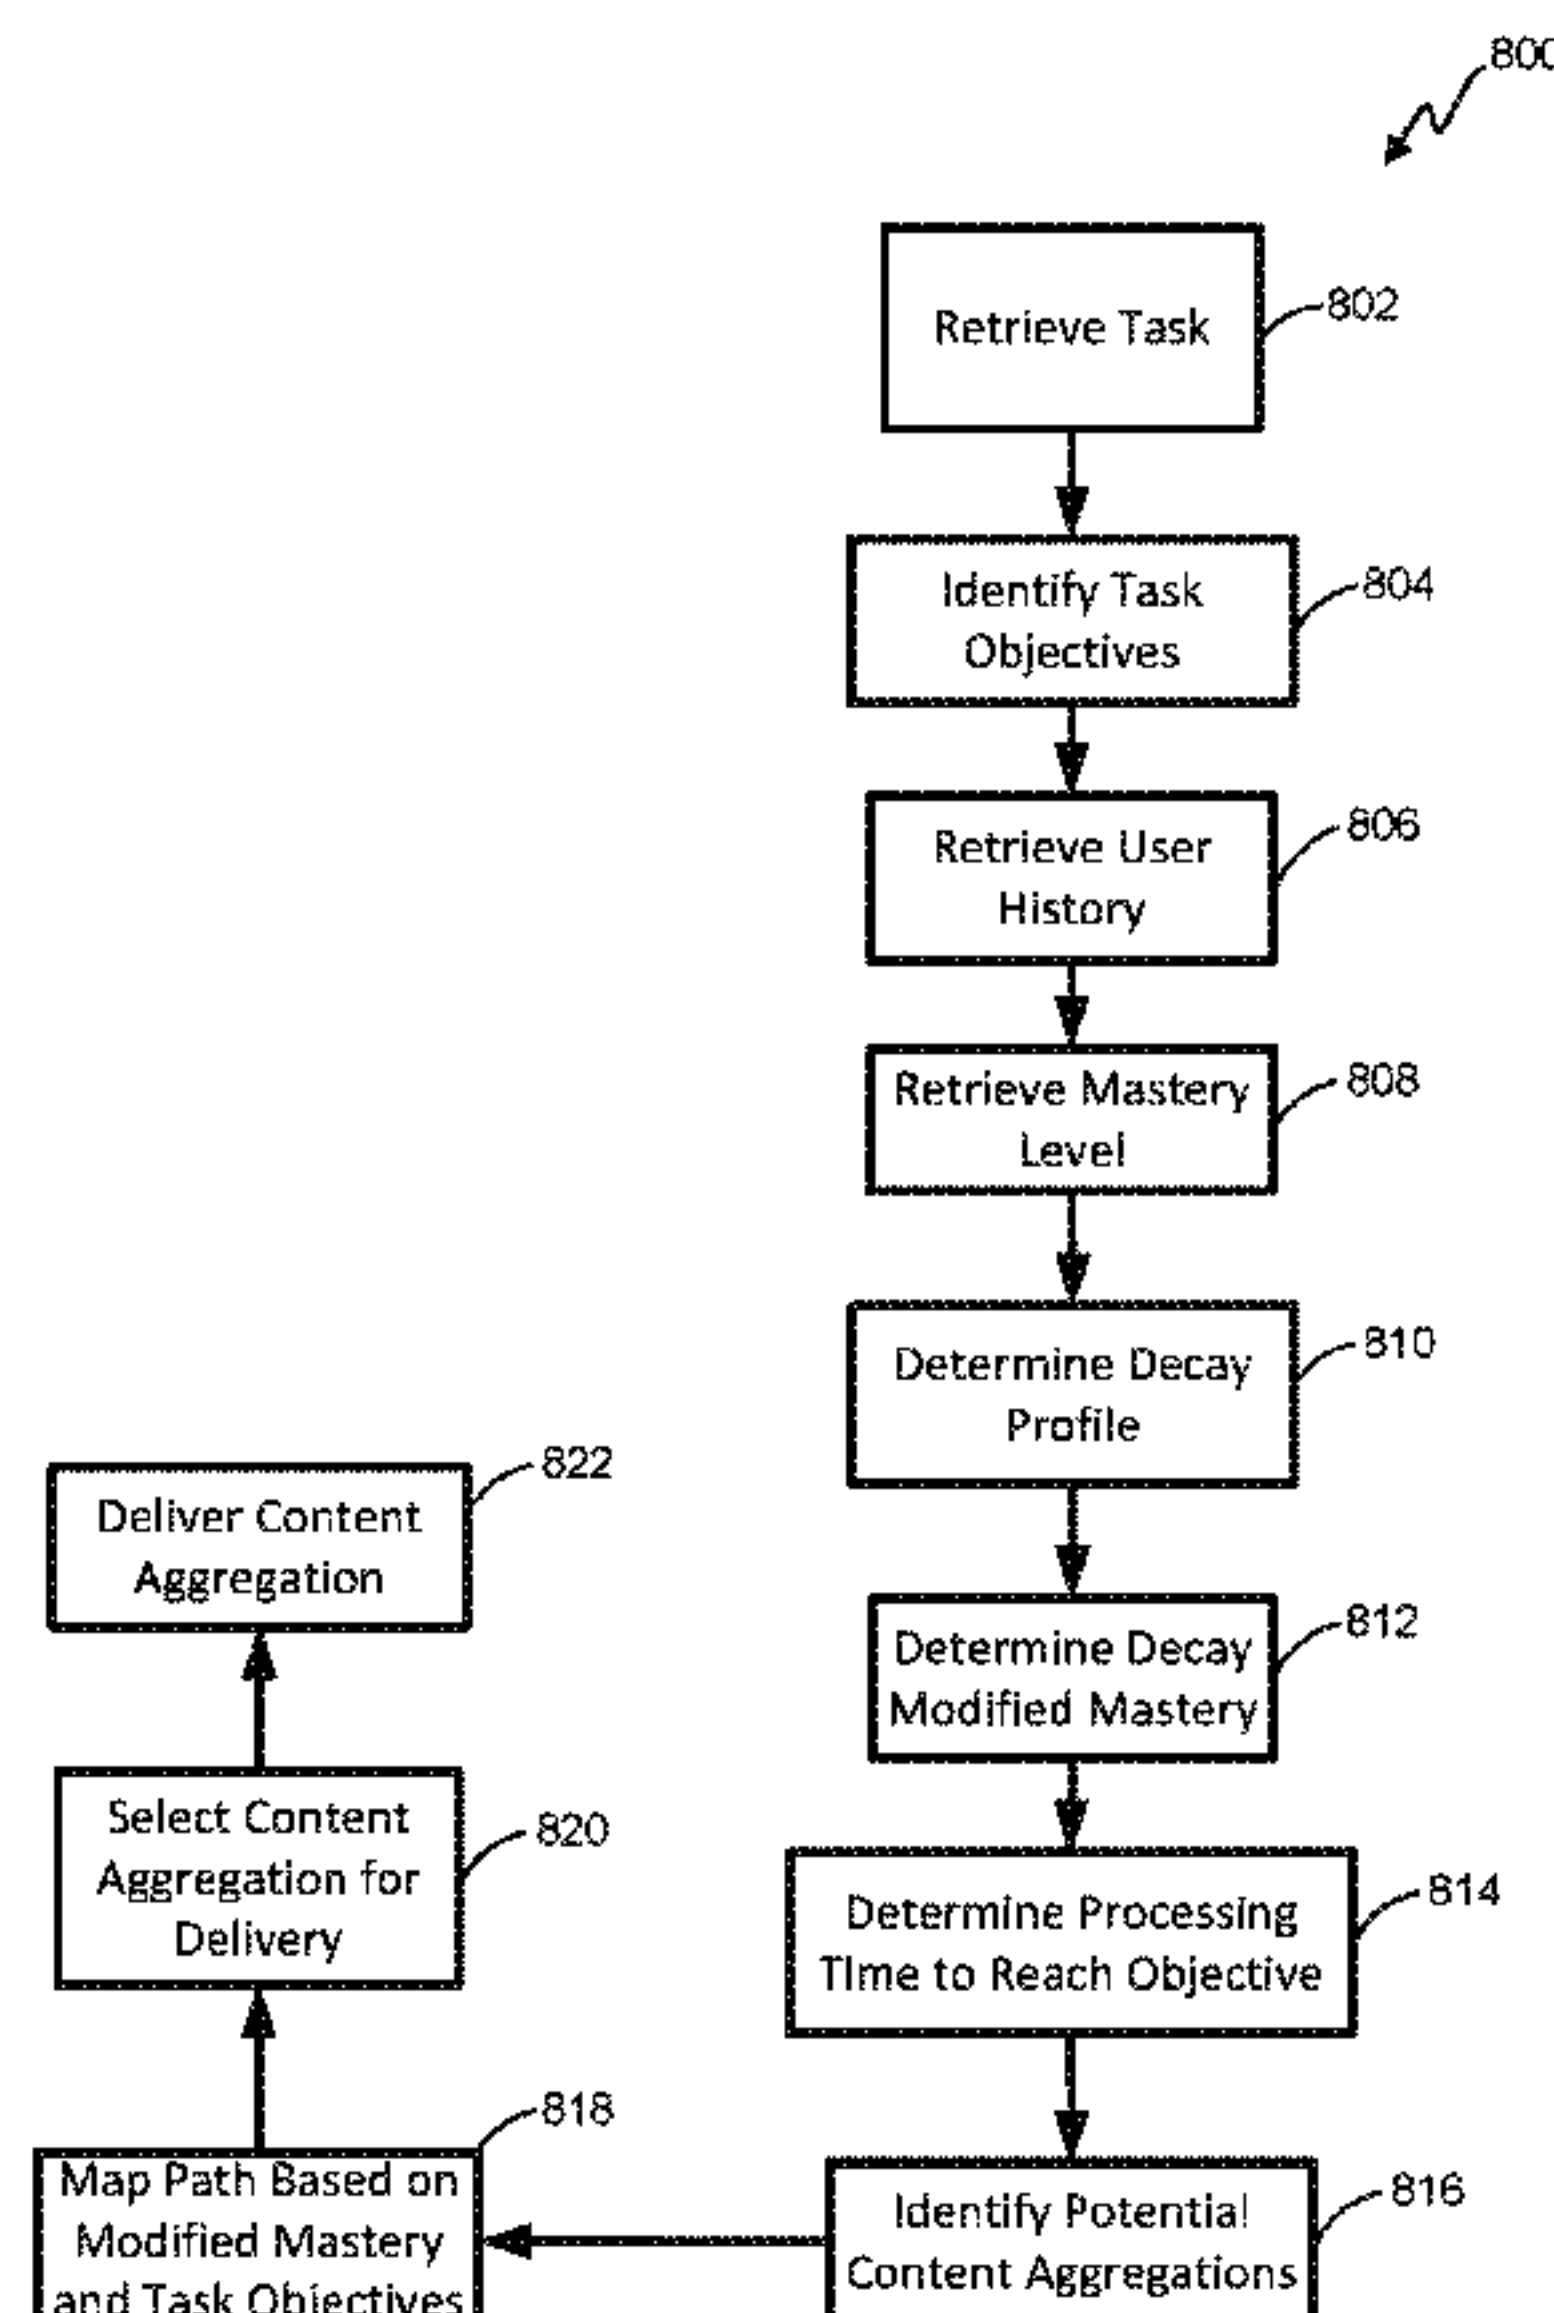 800
Retrieve Task
802
Identify Task
Objectives
804
Retrieve User
History
806
Retrieve Mastery
Level
808
Determine Decay
Profile
810
Determine Decay
Modified Mastery
812
Determine Processing
Time to Reach Objective
814
Identify Potential
Content Aggregations
816
Map Path Based on
Modified Mastery
and Task Objectives
818
Select Content
Aggregation for
Delivery
820
Deliver Content
Aggregation
822